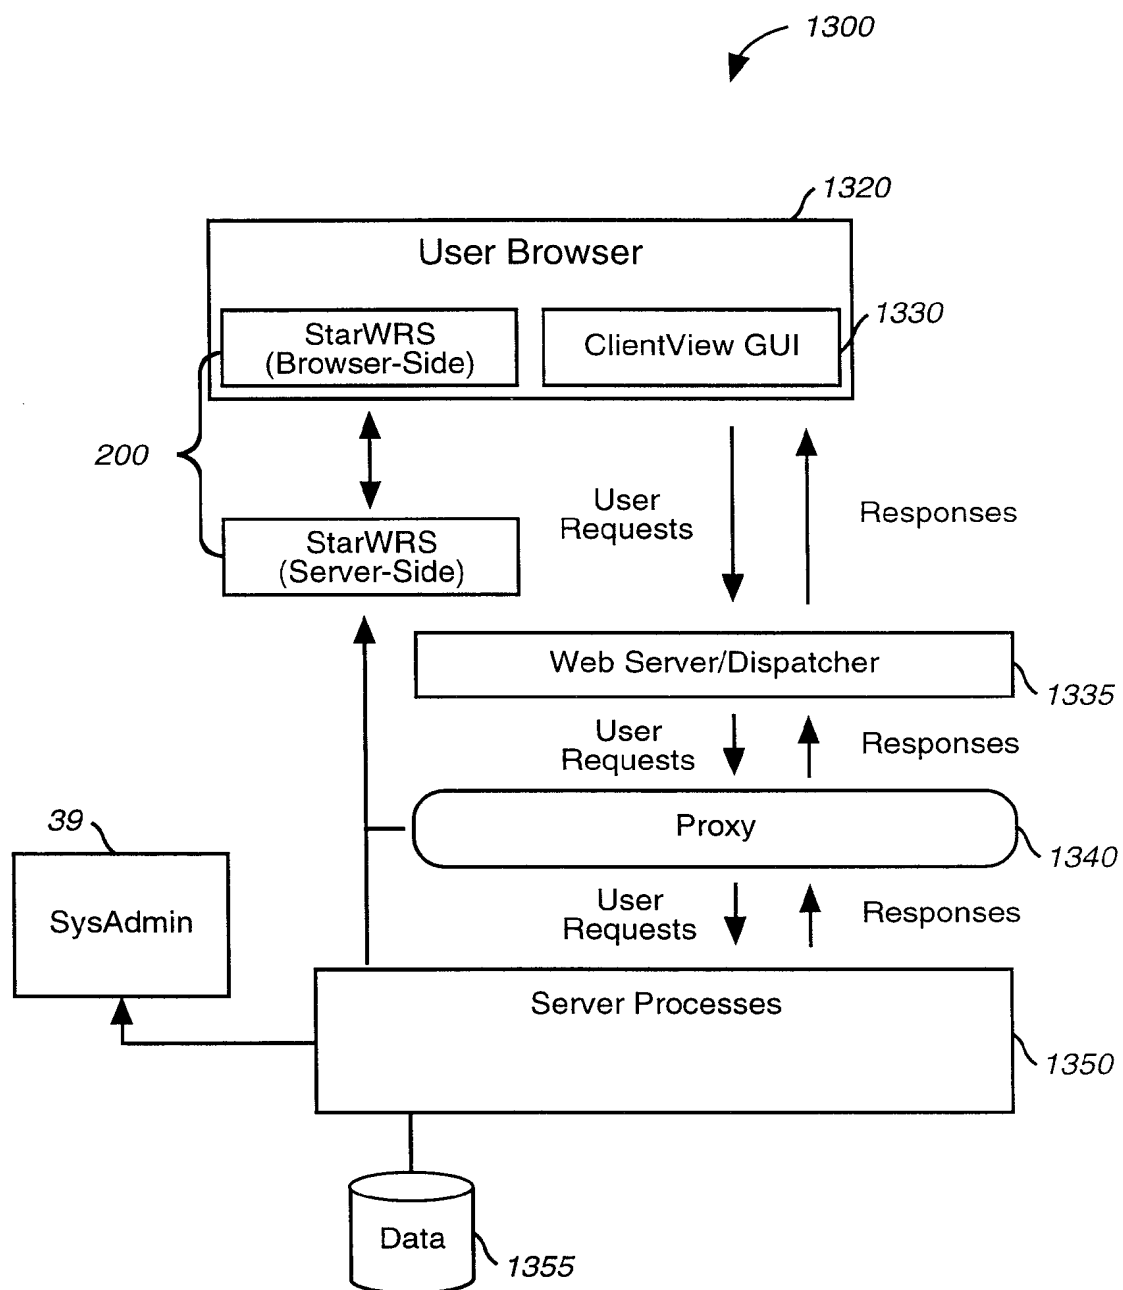 1300
1320
User Browser
1330
StarWRS
(Browser-Side)
ClientView GUI
200
User
Requests
Responses
StarWRS
(Server-Side)
Web Server/Dispatcher
1335
User
Requests
Responses
39
Proxy
1340
SysAdmin
User
Requests
Responses
Server Processes
1350
Data
1355